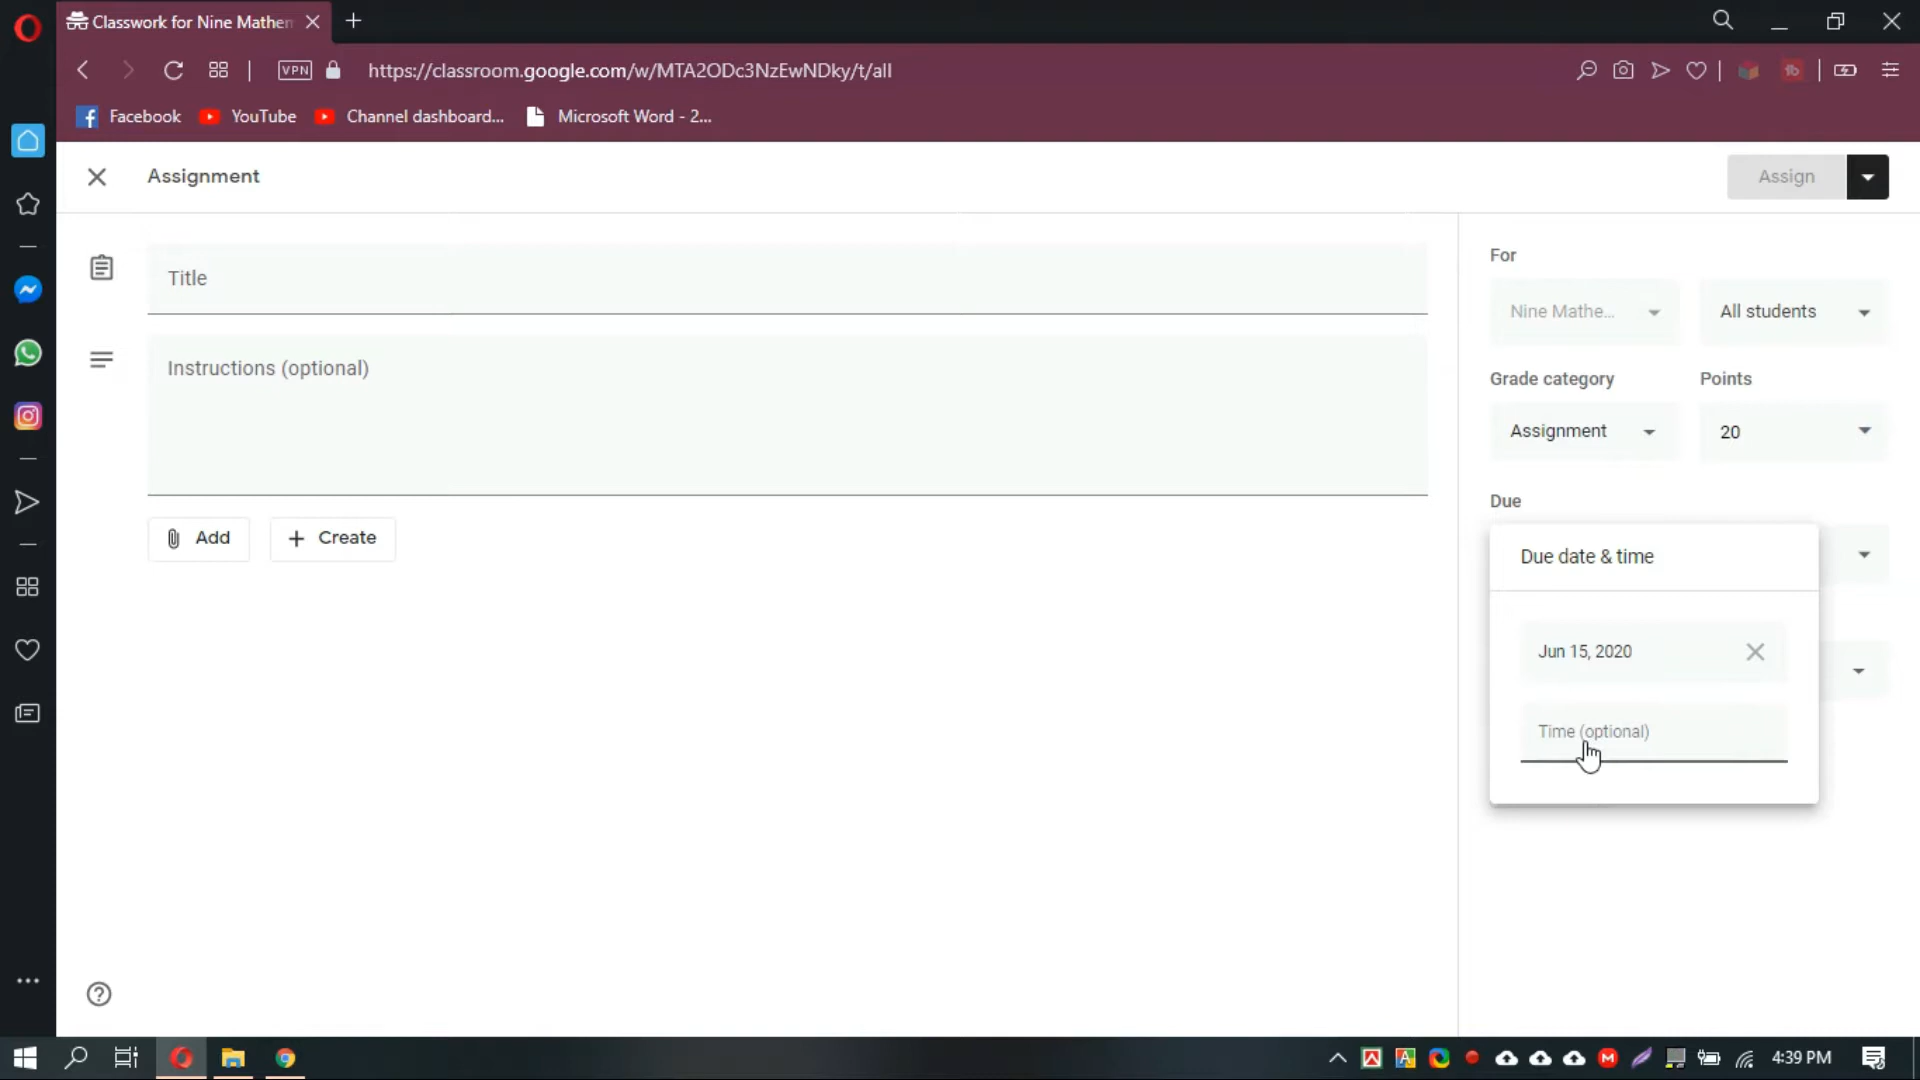 Classwork for Nine Mathem
VPN
https://classroom.google.com/w/MTA2ODc3NzEwNDky/t/all
Facebook
YouTube
Channel dashboard...
Microsoft Word - 2...
Assignment
Assign
Title
Instructions (optional)
Add
Create
For
Nine Mathe...
All students
Grade category
Points
Assignment
20
Due
Due date & time
Jun 15, 2020
Time (optional)
4:39 PM